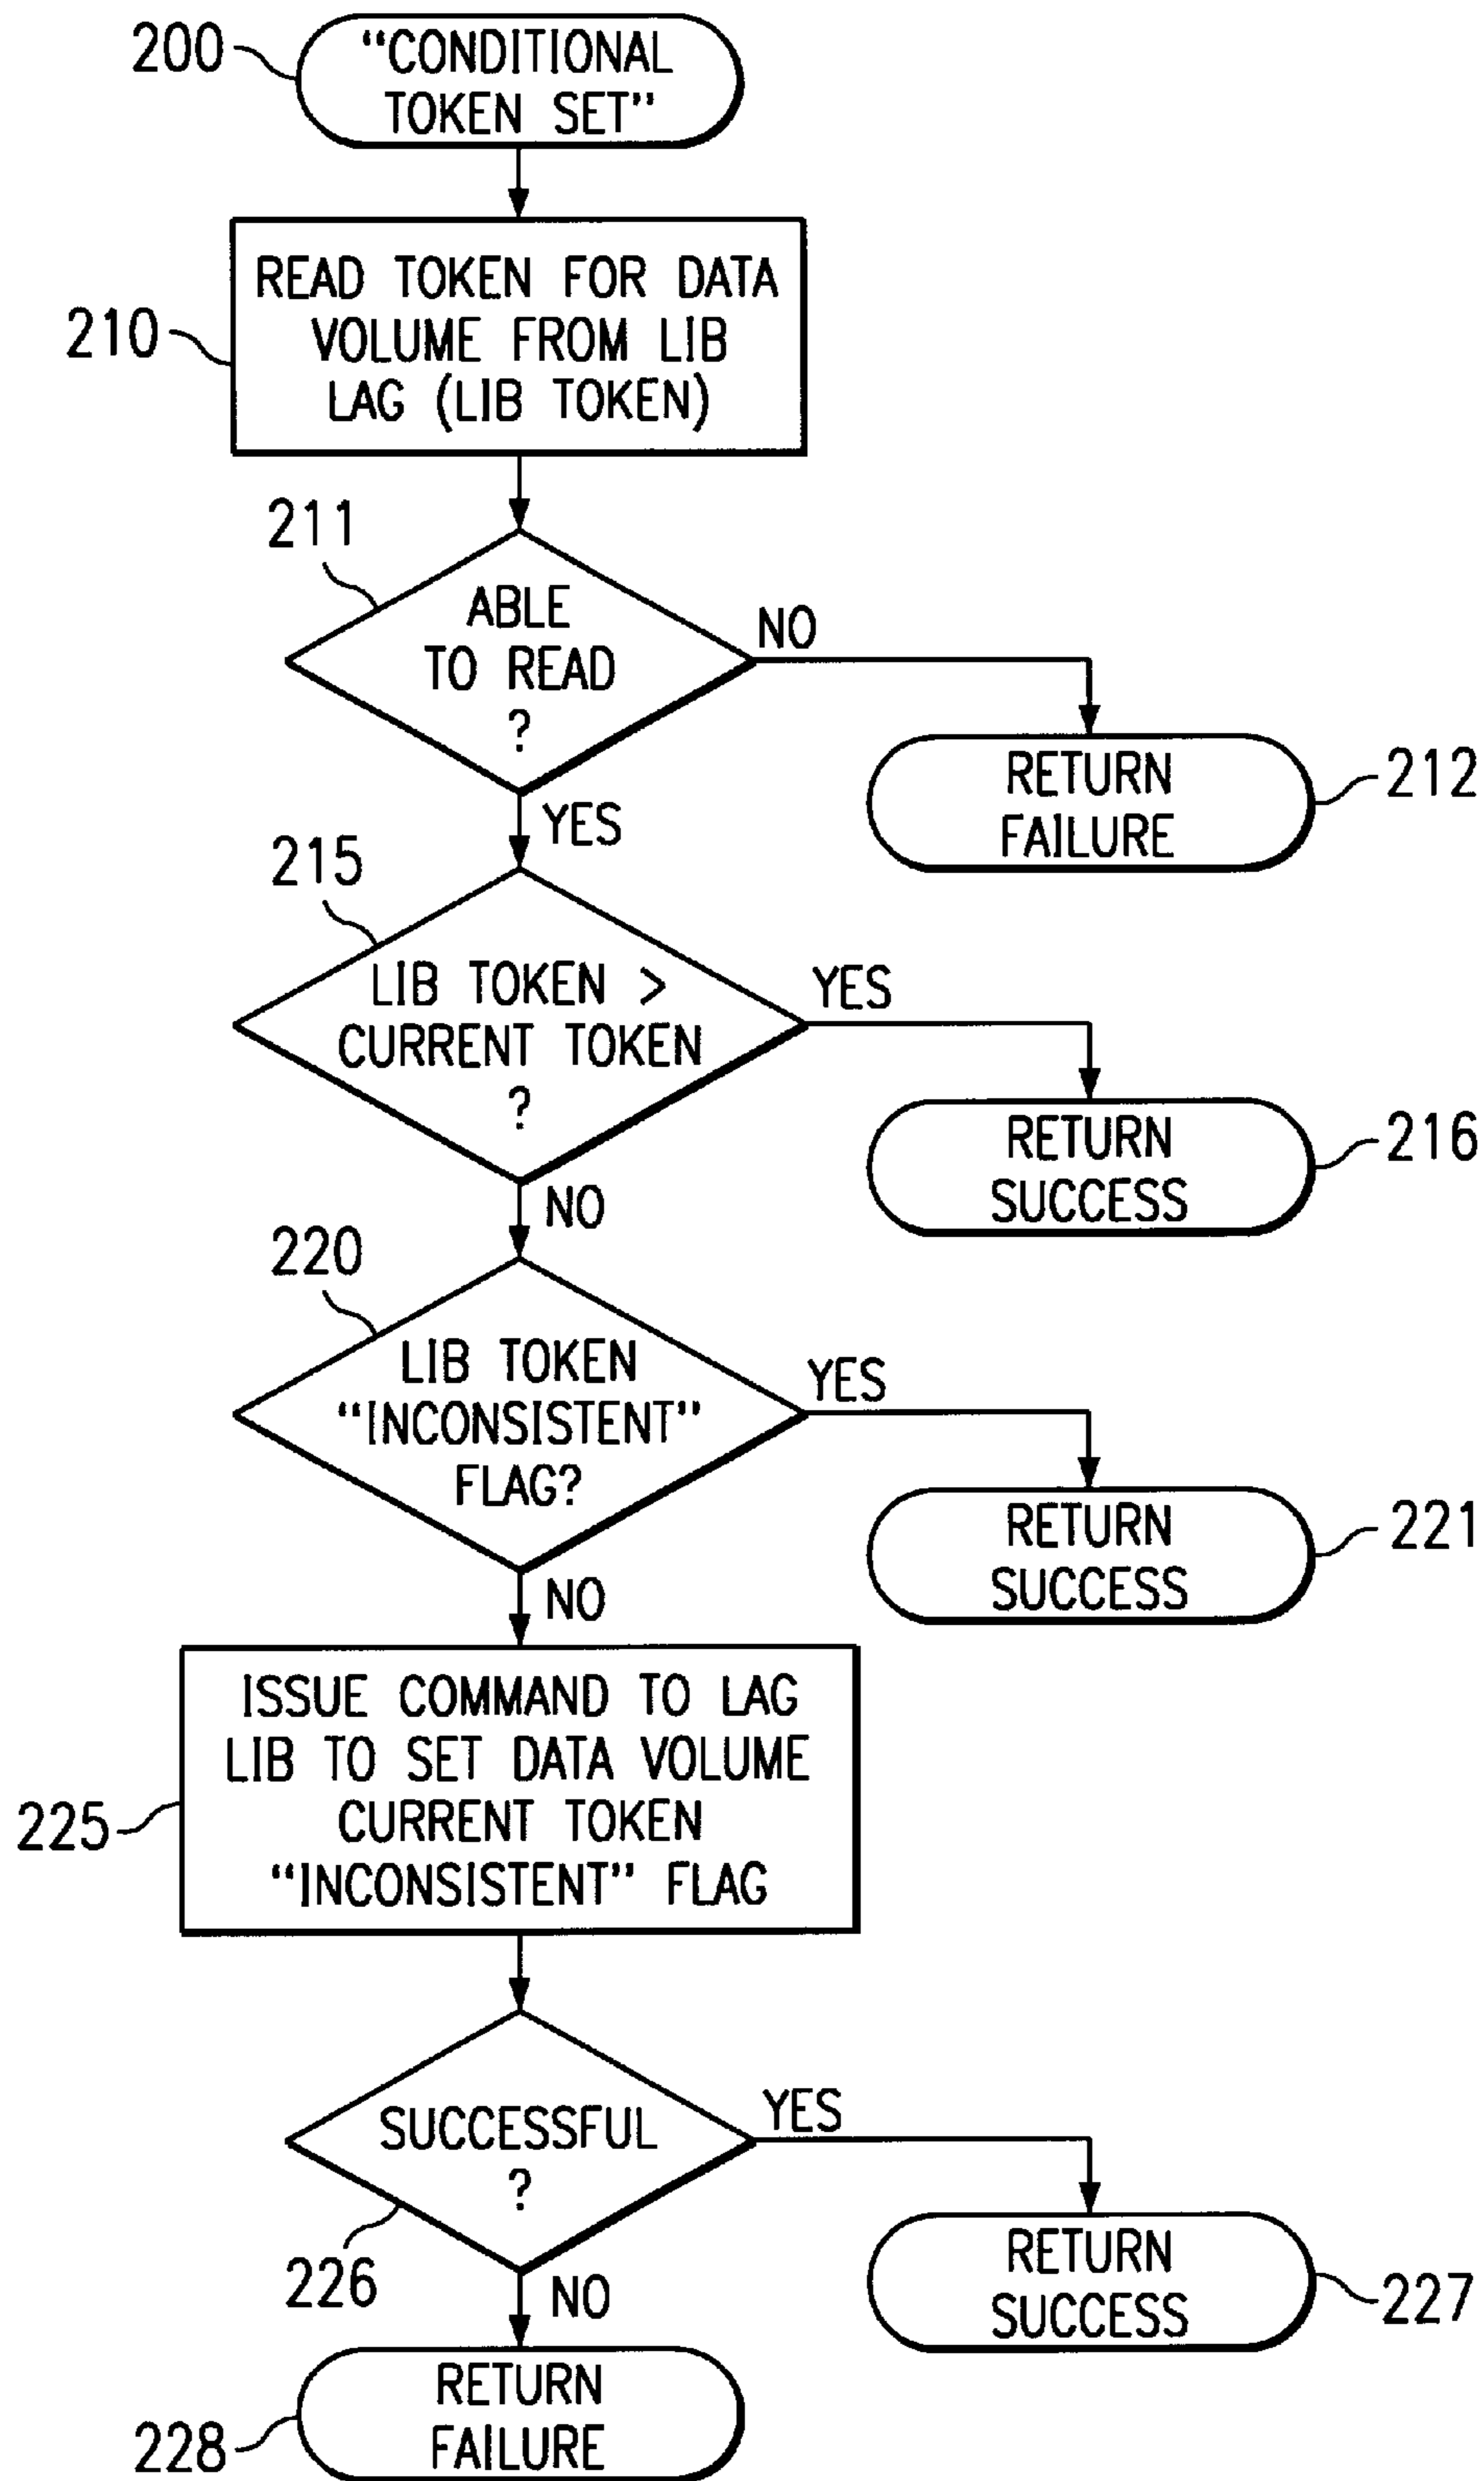 200
“CONDITIONAL
TOKEN SET”
210
READ TOKEN FOR DATA
VOLUME FROM LIB
LAG (LIB TOKEN)
211
ABLE
TO READ
?
NO
RETURN
FAILURE
212
YES
215
LIB TOKEN >
CURRENT TOKEN
?
YES
RETURN
SUCCESS
216
NO
220
LIB TOKEN
“INCONSISTENT”
FLAG?
YES
RETURN
SUCCESS
221
NO
225
ISSUE COMMAND TO LAG
LIB TO SET DATA VOLUME
CURRENT TOKEN
“INCONSISTENT” FLAG
SUCCESSFUL
?
226
YES
RETURN
SUCCESS
227
NO
RETURN
FAILURE
228